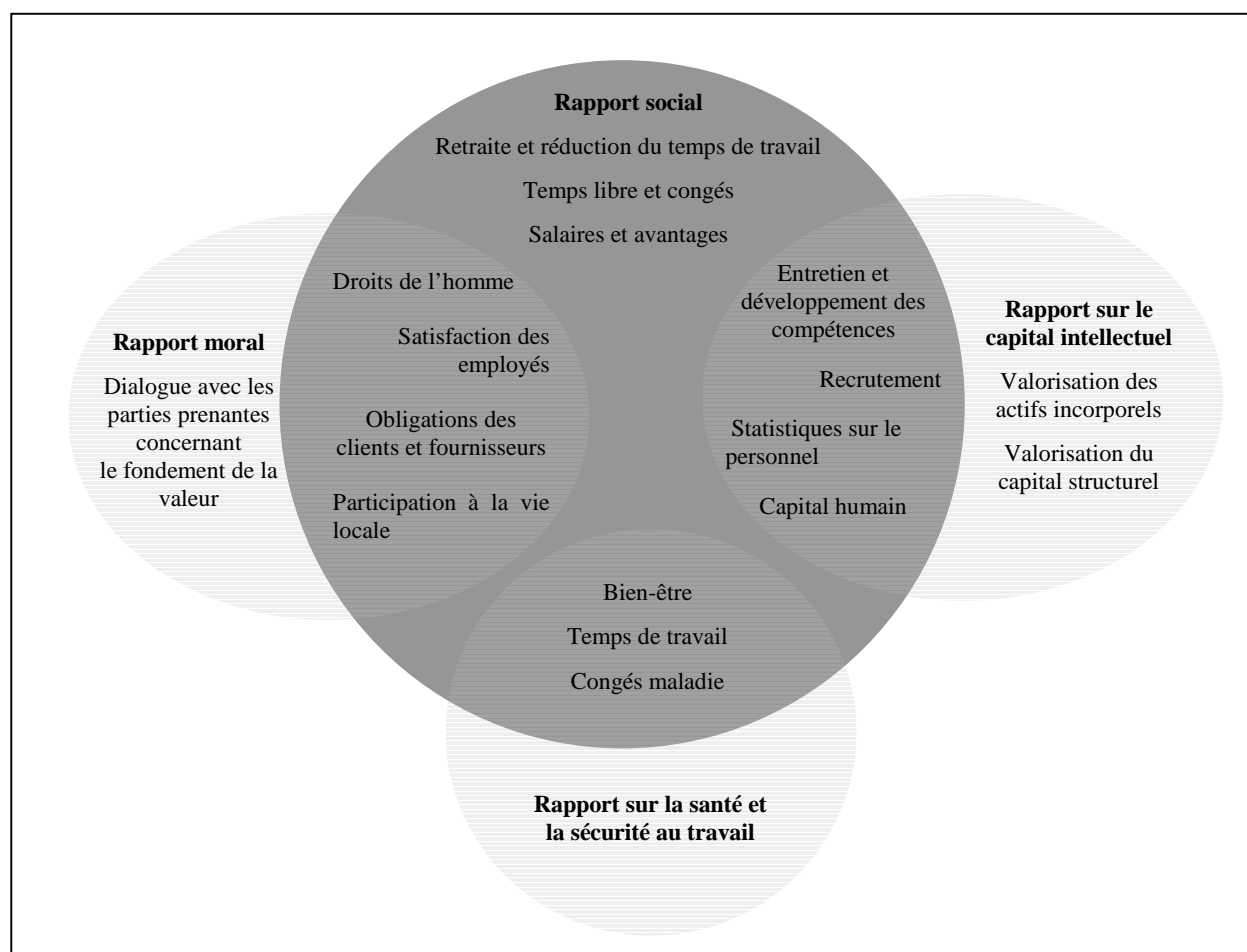 Rapport social
Retraite et réduction du temps de travail
Temps libre et congés
Salaires et avantages
Droits de l’homme
Satisfaction des
employés
Obligations des
clients et fournisseurs
Participation à la vie
locale
Rapport moral
Dialogue avec les
parties prenantes
concernant
le fondement de la
valeur
Entretien et
développement des
compétences
Recrutement
Statistiques sur le
personnel
Capital humain
Rapport sur le
capital intellectuel
Valorisation des
actifs incorporels
Valorisation du
capital structurel
Bien-être
Temps de travail
Congés maladie
Rapport sur la santé et
la sécurité au travail